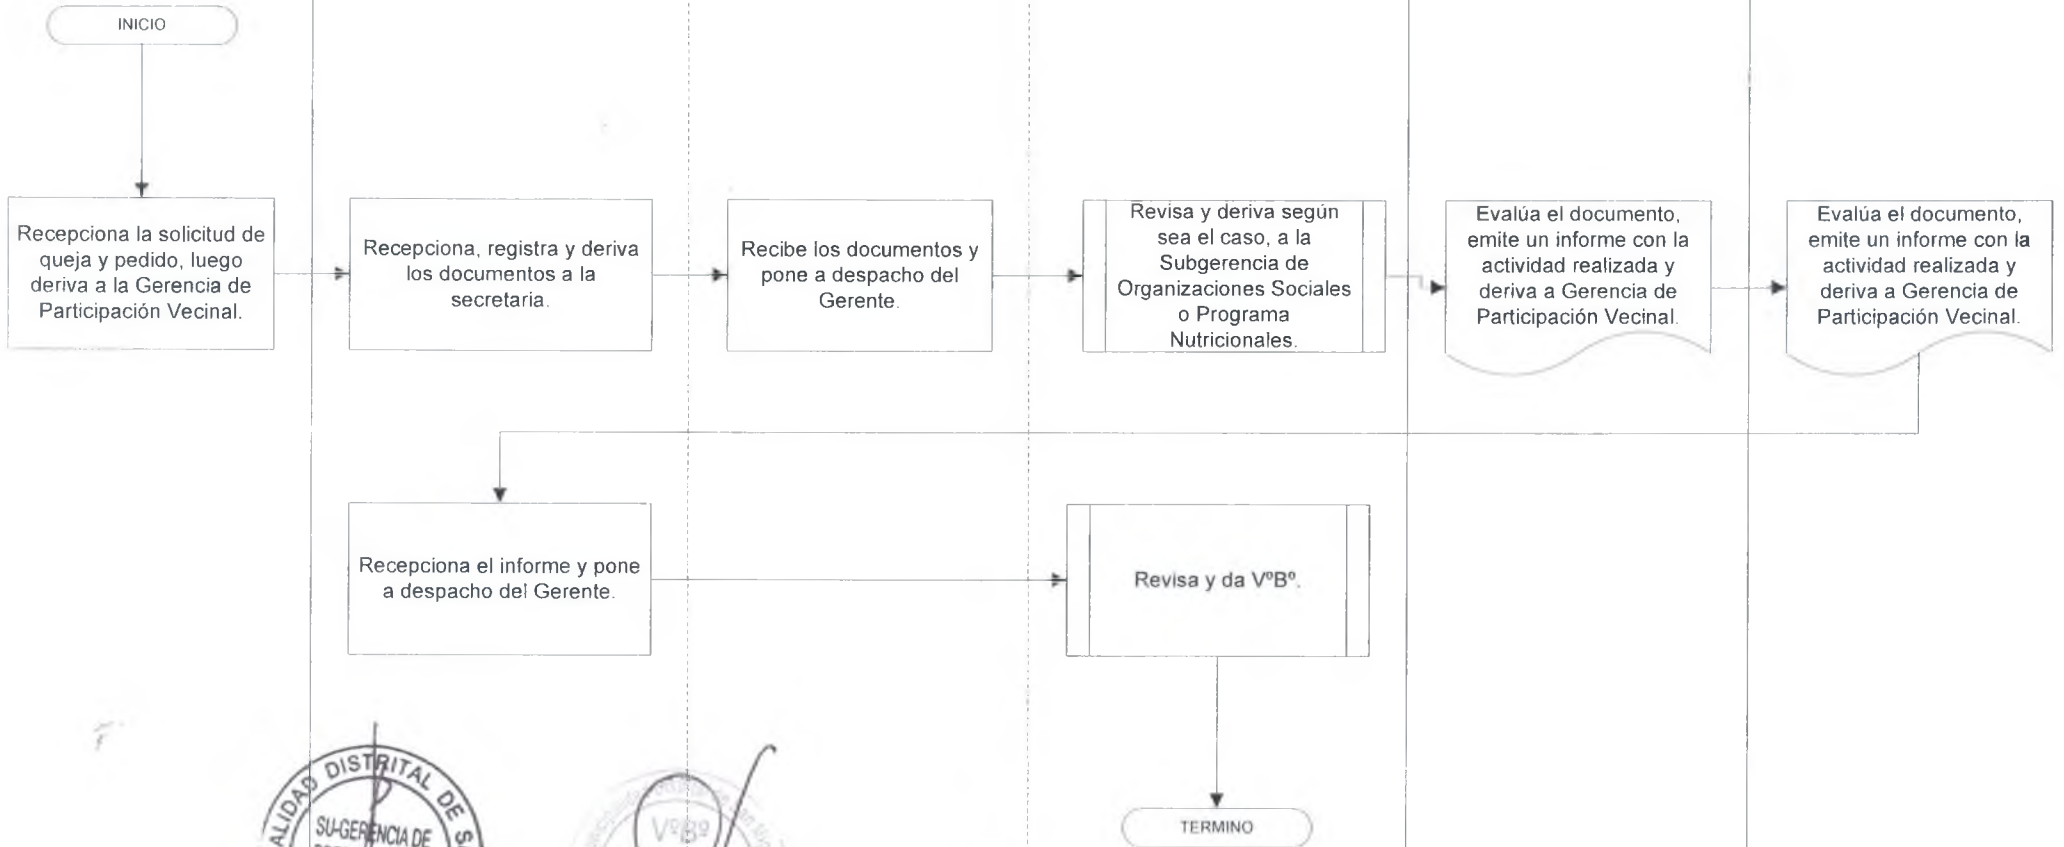 INICIO
Recepciona la solicitud de
queja y pedido, luego
deriva a la Gerencia de
Participación Vecinal.
Recepciona, registra y deriva
los documentos a la
secretaria.
Recibe los documentos y
pone a despacho del
Gerente.
Revisa y deriva según
sea el caso, a la
Subgerencia de
Organizaciones Sociales
o Programa
Nutricionales.
Evalúa el documento,
emite un informe con la
actividad realizada y
deriva a Gerencia de
Participación Vecinal.
Evalúa el documento,
emite un informe con la
actividad realizada y
deriva a Gerencia de
Participación Vecinal.
Recepciona el informe y pone
a despacho del Gerente.
Revisa y da VºBº.
TERMINO
DISTRITAL DE
SU-GERENCIA DE
VºBº